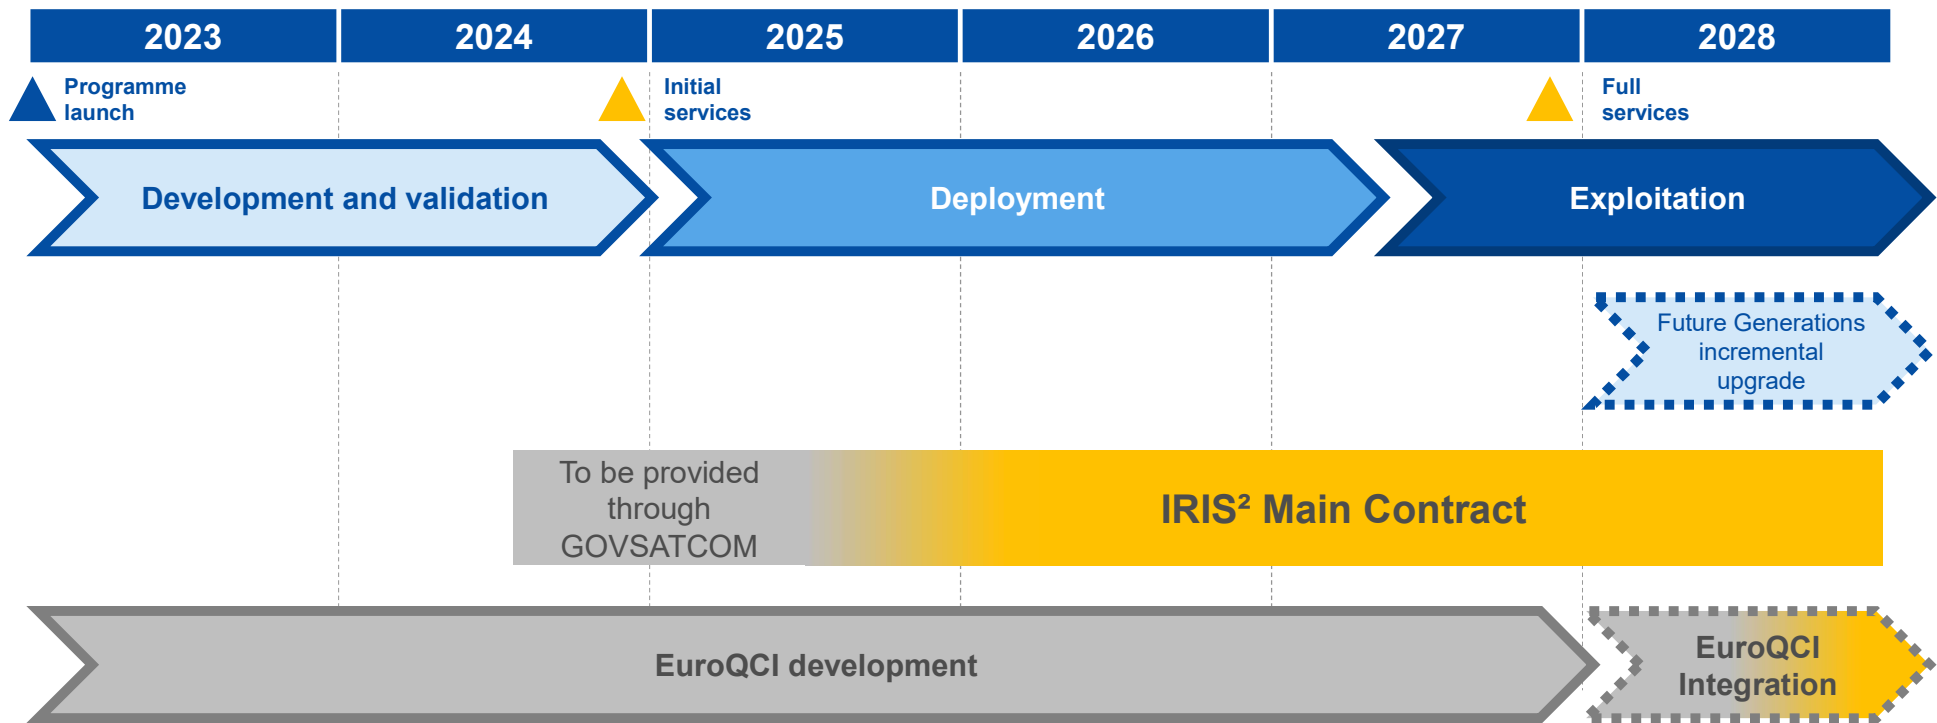 2023
2024
2025
2026
2027
2028
Programme
launch
Initial
services
Full
services
Development and validation
Deployment
Exploitation
Future Generations
incremental
upgrade
To be provided
through
GOVSATCOM
IRIS² Main Contract
EuroQCI development
EuroQCI
Integration